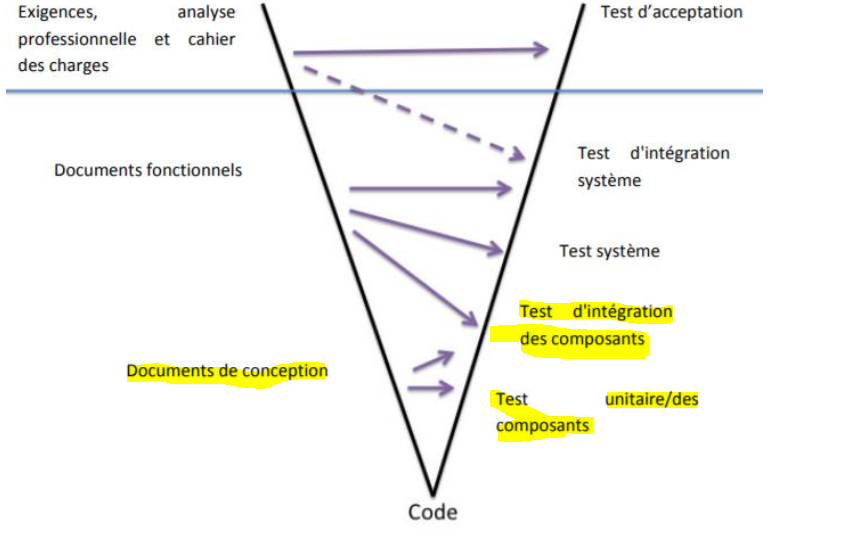 Exigences, analyse
professionnelle et cahier
des charges
Test d’acceptation
Documents fonctionnels
Test d'intégration
système
Test système
Test d'intégration
des composants
Documents de conception
Test unitaire/des
composants
Code